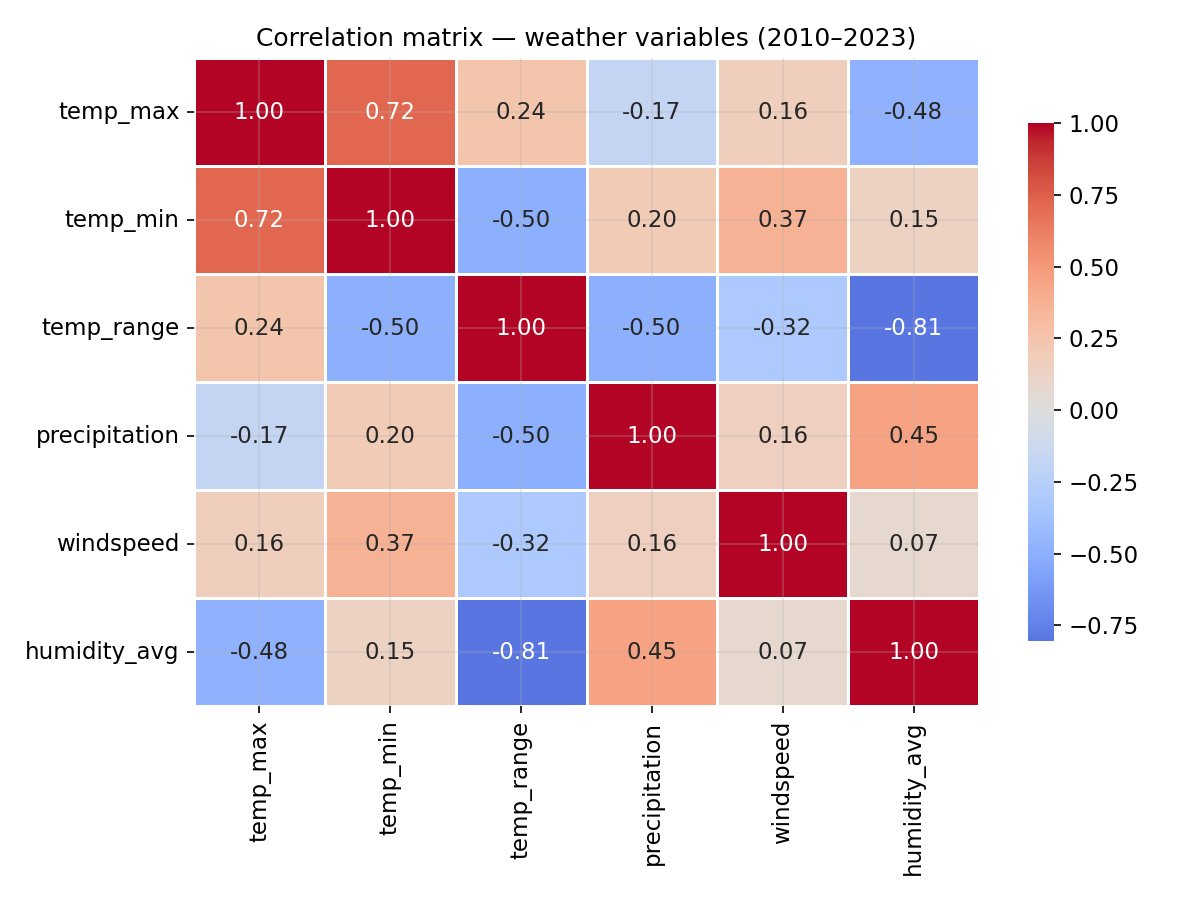 Correlation matrix — weather variables (2010–2023)
temp_max 1.00 0.72 0.24 -0.17 0.16 -0.48
temp_min 0.72 1.00 -0.50 0.20 0.37 0.15
temp_range 0.24 -0.50 1.00 -0.50 -0.32 -0.81
precipitation -0.17 0.20 -0.50 1.00 0.16 0.45
windspeed 0.16 0.37 -0.32 0.16 1.00 0.07
humidity_avg -0.48 0.15 -0.81 0.45 0.07 1.00
temp_max temp_min temp_range precipitation windspeed humidity_avg
1.00
0.75
0.50
0.25
0.00
−0.25
−0.50
−0.75